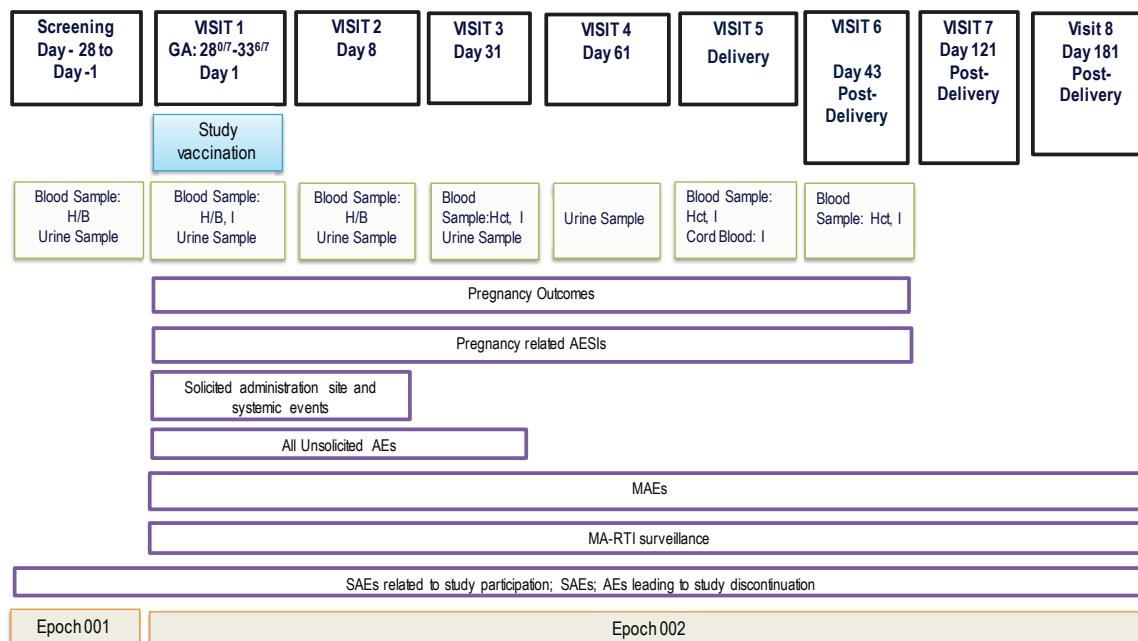 Screening
Day - 28 to
Day -1
VISIT 1
GA: 28⁰/⁷-33⁶/⁷
Day 1
VISIT 2
Day 8
VISIT 3
Day 31
VISIT 4
Day 61
VISIT 5
Delivery
VISIT 6
Day 43
Post-
Delivery
VISIT 7
Day 121
Post-
Delivery
Visit 8
Day 181
Post-
Delivery
Study
vaccination
Blood Sample:
H/B
Urine Sample
Blood Sample:
H/B, I
Urine Sample
Blood Sample:
H/B
Urine Sample
Blood
Sample:Hct, I
Urine Sample
Urine Sample
Blood Sample:
Hct, I
Cord Blood: I
Blood
Sample: Hct, I
Pregnancy Outcomes
Pregnancy related AESIs
Solicited administration site and
systemic events
All Unsolicited AEs
MAEs
MA-RTI surveillance
SAEs related to study participation; SAEs; AEs leading to study discontinuation
Epoch 001
Epoch 002